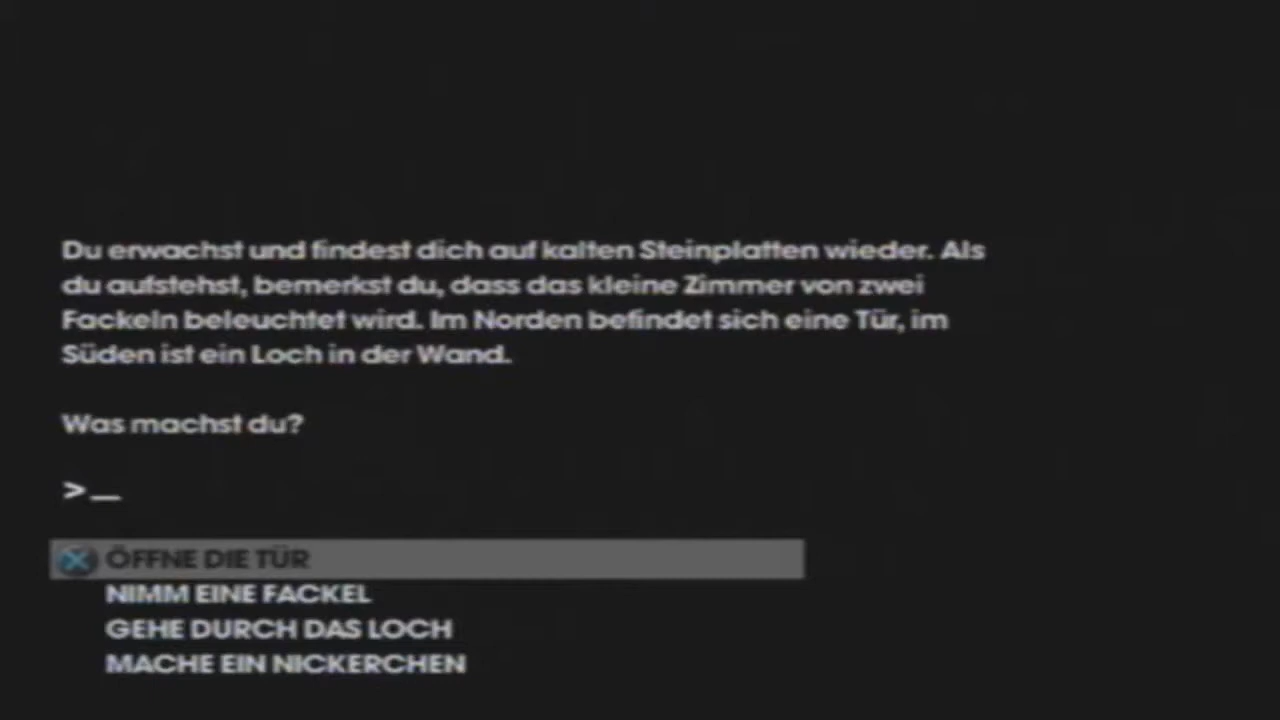 Du erwachst und findest dich auf kalten Steinplatten wieder. Als
du aufstehst, bemerkst du, dass das kleine Zimmer von zwei
Fackeln beleuchtet wird. Im Norden befindet sich eine Tür, im
Süden ist ein Loch in der Wand.
Was machst du?
>_
ÖFFNE DIE TÜR
NIMM EINE FACKEL
GEHE DURCH DAS LOCH
MACHE EIN NICKERCHEN